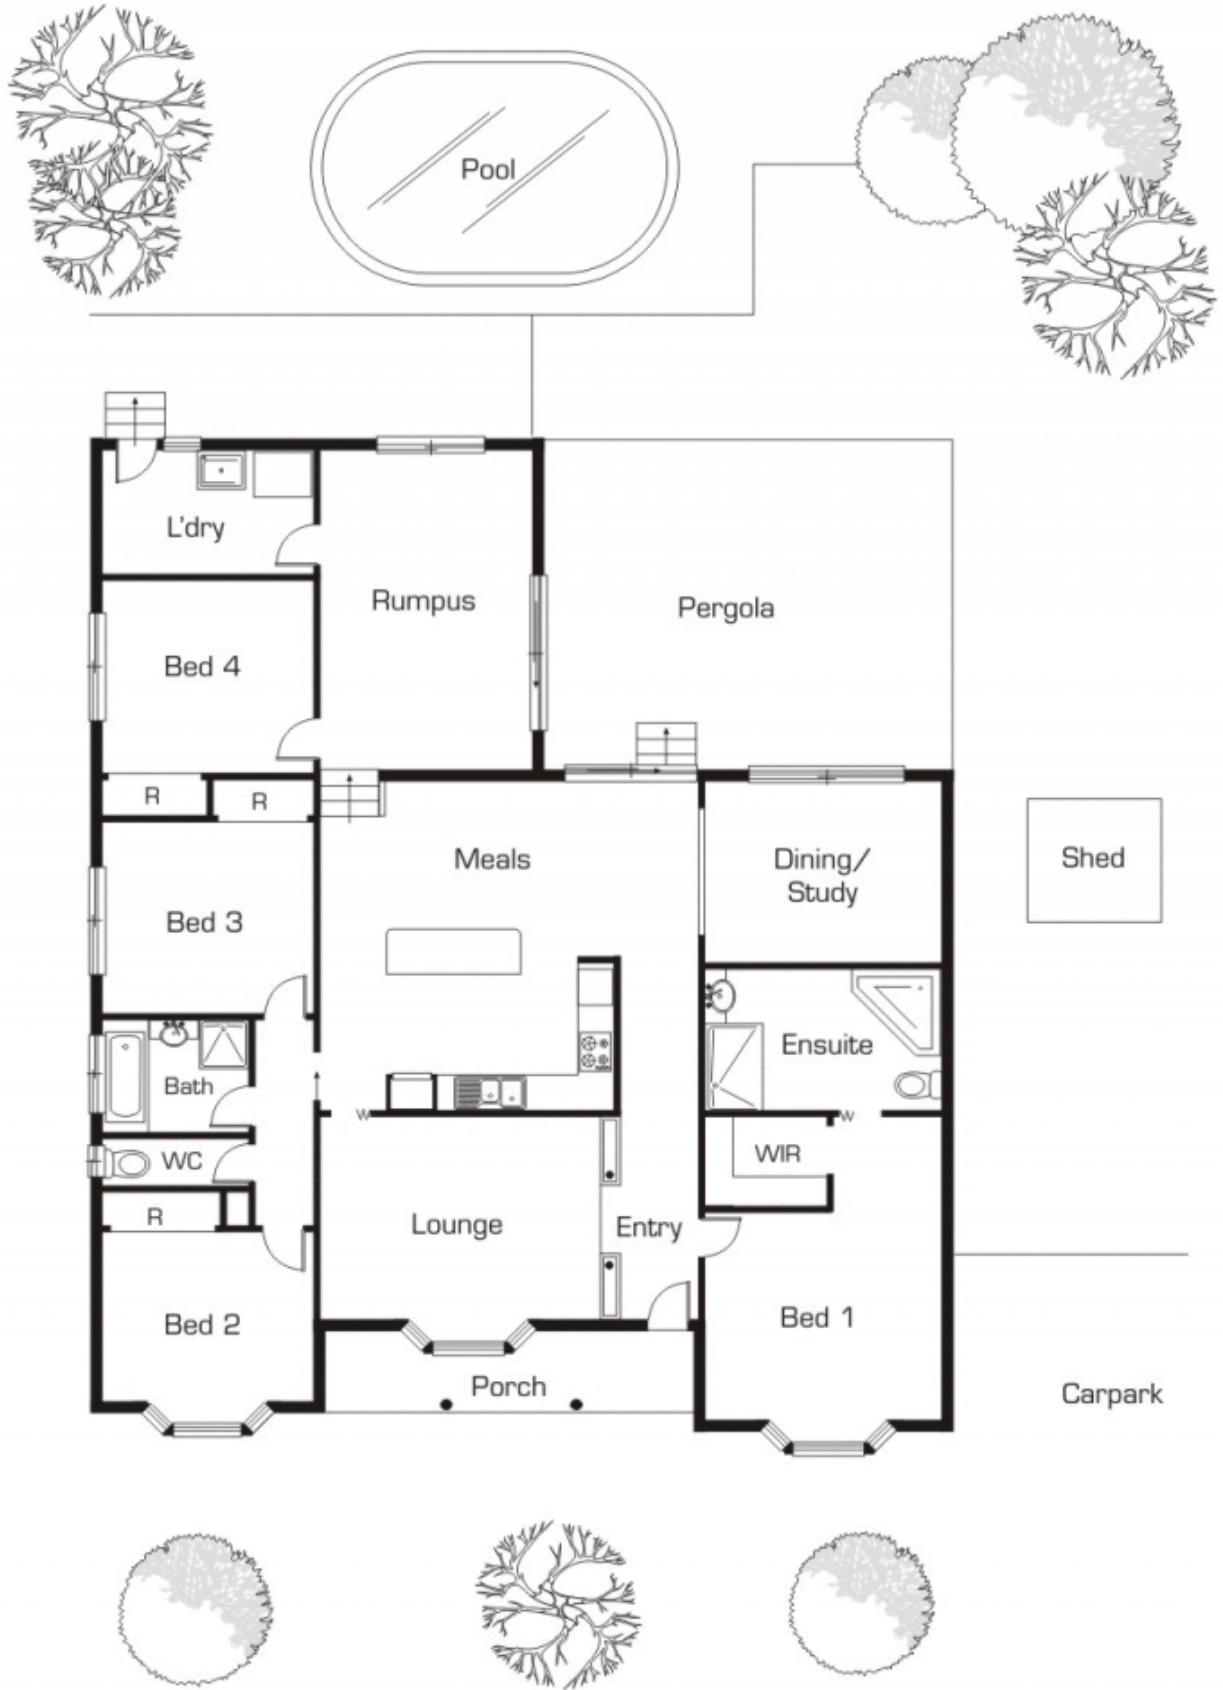 Pool
L'dry
Rumpus
Pergola
Bed 4
R
R
Meals
Dining/
Study
Shed
Bed 3
Ensuite
Bath
WC
WIR
R
Lounge
Entry
Bed 2
Bed 1
Porch
Carpark